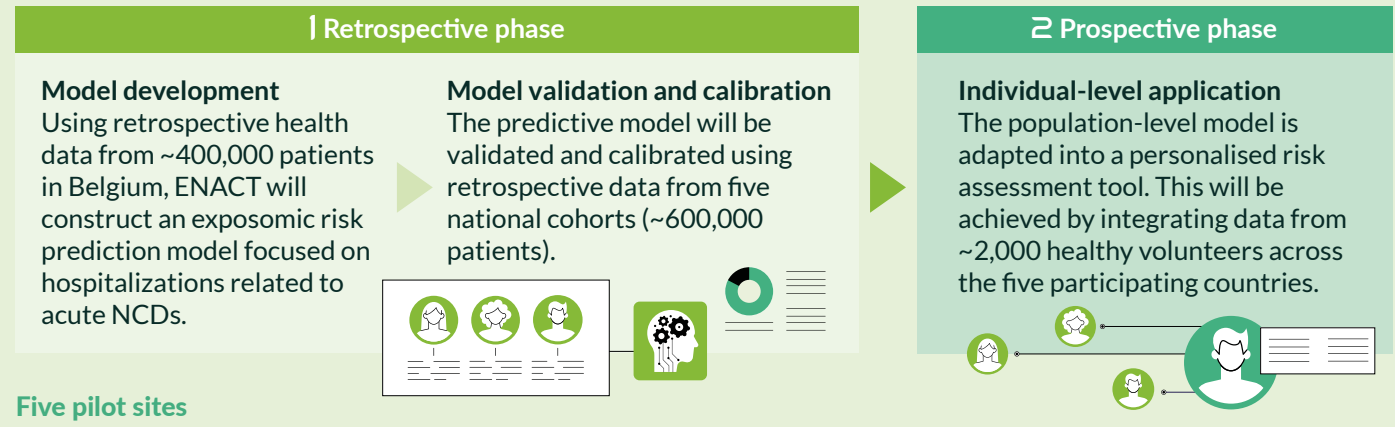 1 Retrospective phase
Model development
Using retrospective health
data from ~400,000 patients
in Belgium, ENACT will
construct an exposomic risk
prediction model focused on
hospitalizations related to
acute NCDs.
Model validation and calibration
The predictive model will be
validated and calibrated using
retrospective data from five
national cohorts (~600,000
patients).
2 Prospective phase
Individual-level application
The population-level model is
adapted into a personalised risk
assessment tool. This will be
achieved by integrating data from
~2,000 healthy volunteers across
the five participating countries.
Five pilot sites